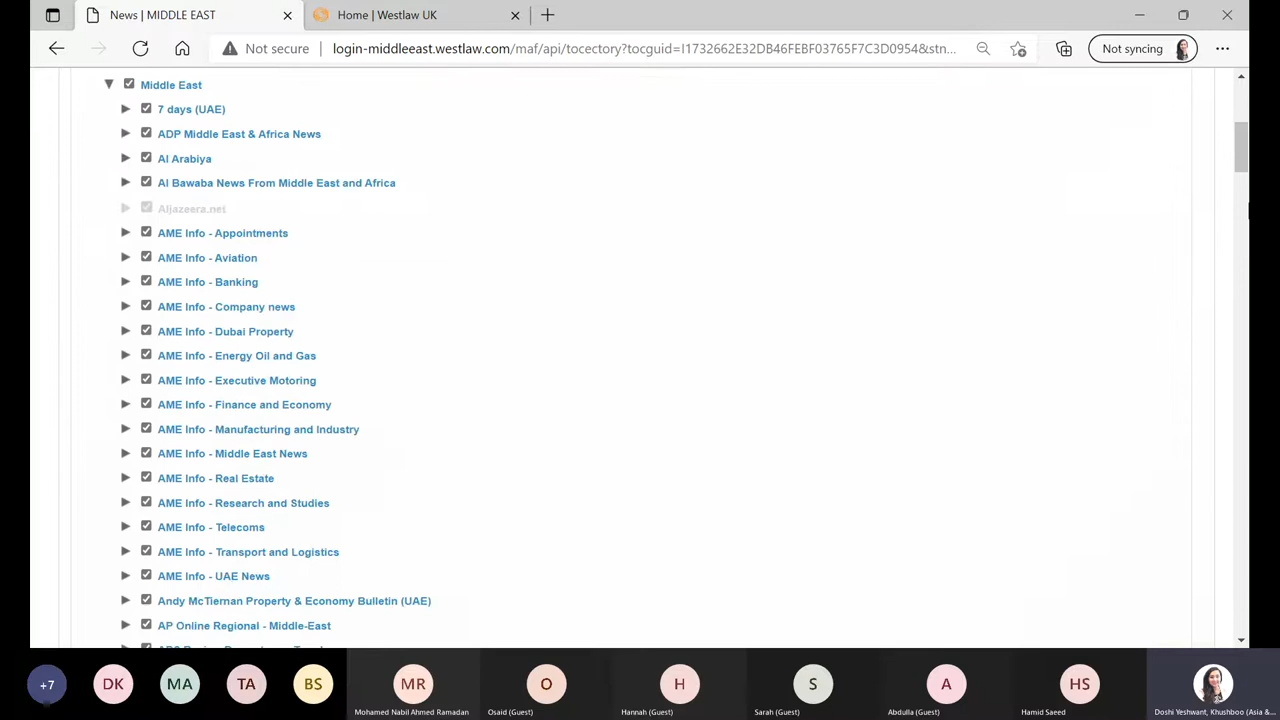 News | MIDDLE EAST
Home | Westlaw UK
Not secure
login-middleeast.westlaw.com/maf/api/tocectory?tocguid=I1732662E32DB46FEBF03765F7C3D0954&stn...
Not syncing
Middle East
7 days (UAE)
ADP Middle East & Africa News
Al Arabiya
Al Bawaba News From Middle East and Africa
Aljazeera.net
AME Info - Appointments
AME Info - Aviation
AME Info - Banking
AME Info - Company news
AME Info - Dubai Property
AME Info - Energy Oil and Gas
AME Info - Executive Motoring
AME Info - Finance and Economy
AME Info - Manufacturing and Industry
AME Info - Middle East News
AME Info - Real Estate
AME Info - Research and Studies
AME Info - Telecoms
AME Info - Transport and Logistics
AME Info - UAE News
Andy McTiernan Property & Economy Bulletin (UAE)
AP Online Regional - Middle-East
+7
DK
MA
TA
BS
MR
O
H
S
A
HS
Mohamed Nabil Ahmed Ramadan
Osaid (Guest)
Hannah (Guest)
Sarah (Guest)
Abdulla (Guest)
Hamid Saeed
Doshi Yeshwant, Khushboo (Asia &...